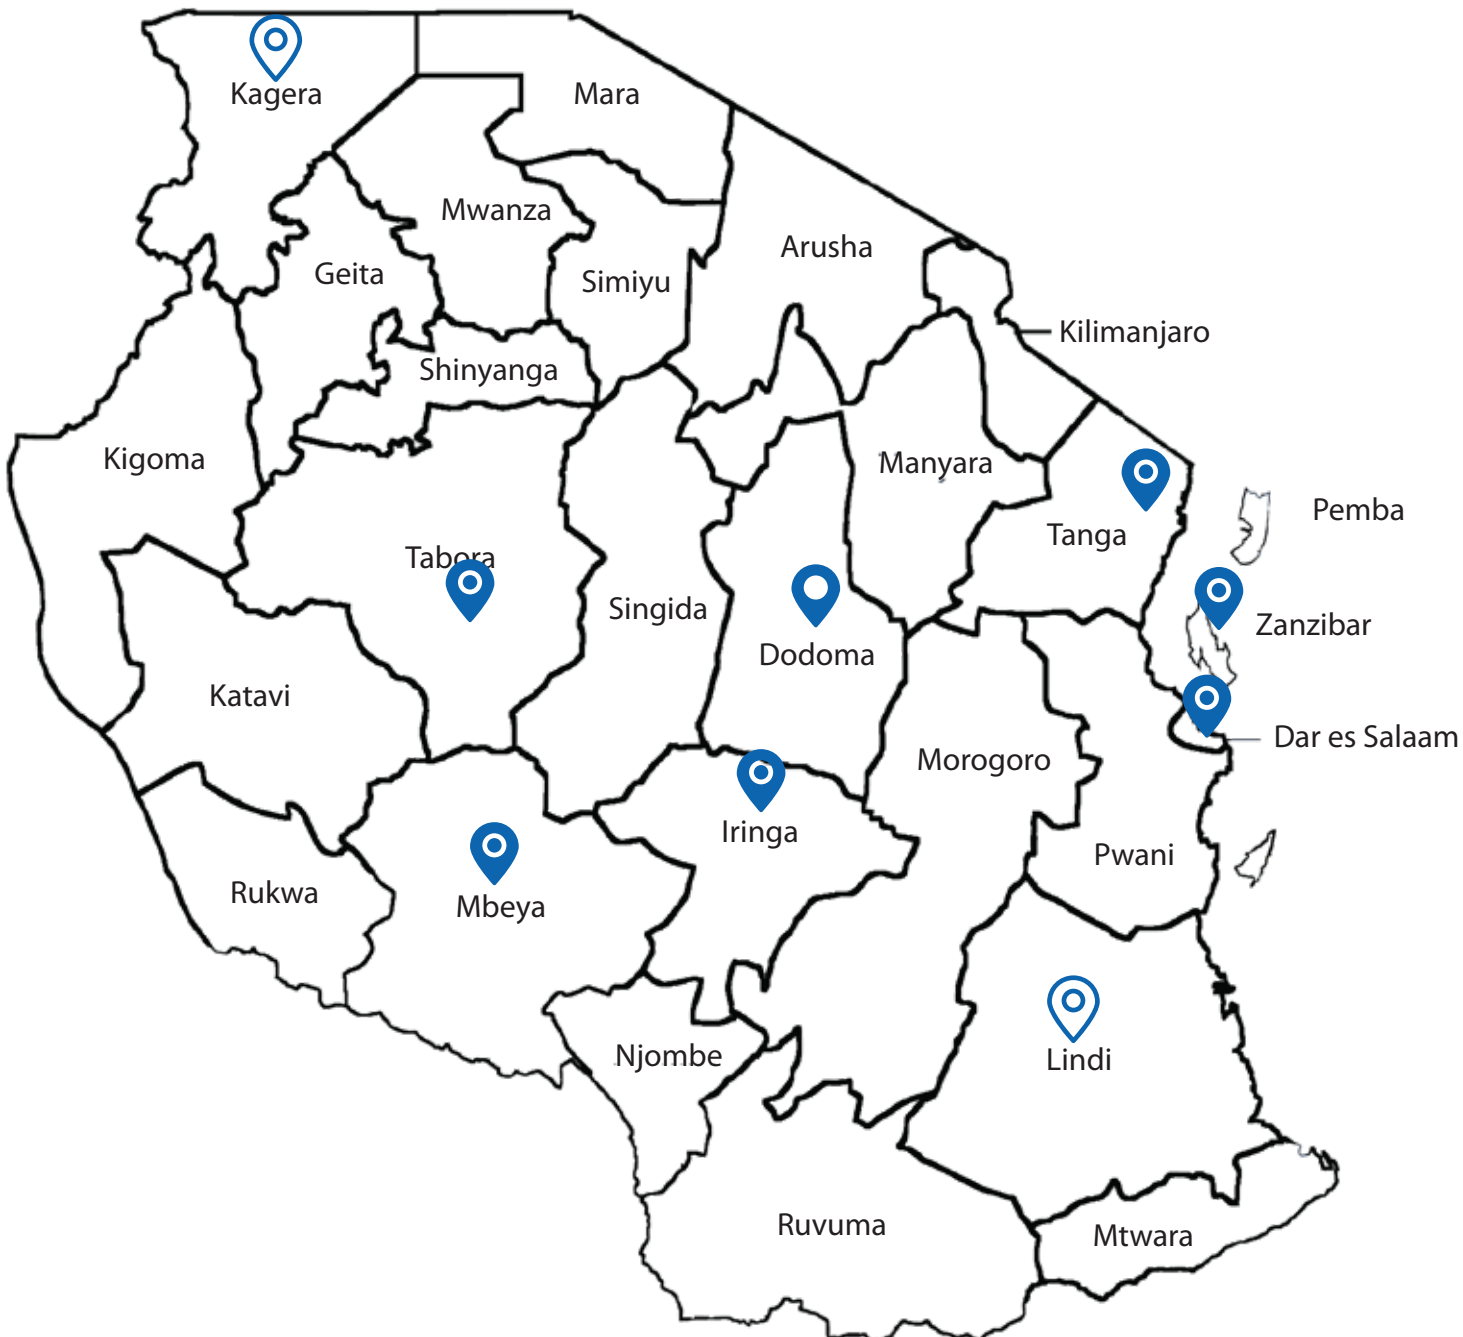 Kagera
Mara
Mwanza
Arusha
Geita
Simiyu
Kilimanjaro
Shinyanga
Kigoma
Manyara
Pemba
Tanga
Tabora
Singida
Zanzibar
Dodoma
Katavi
Dar es Salaam
Morogoro
Iringa
Pwani
Rukwa
Mbeya
Njombe
Lindi
Ruvuma
Mtwara